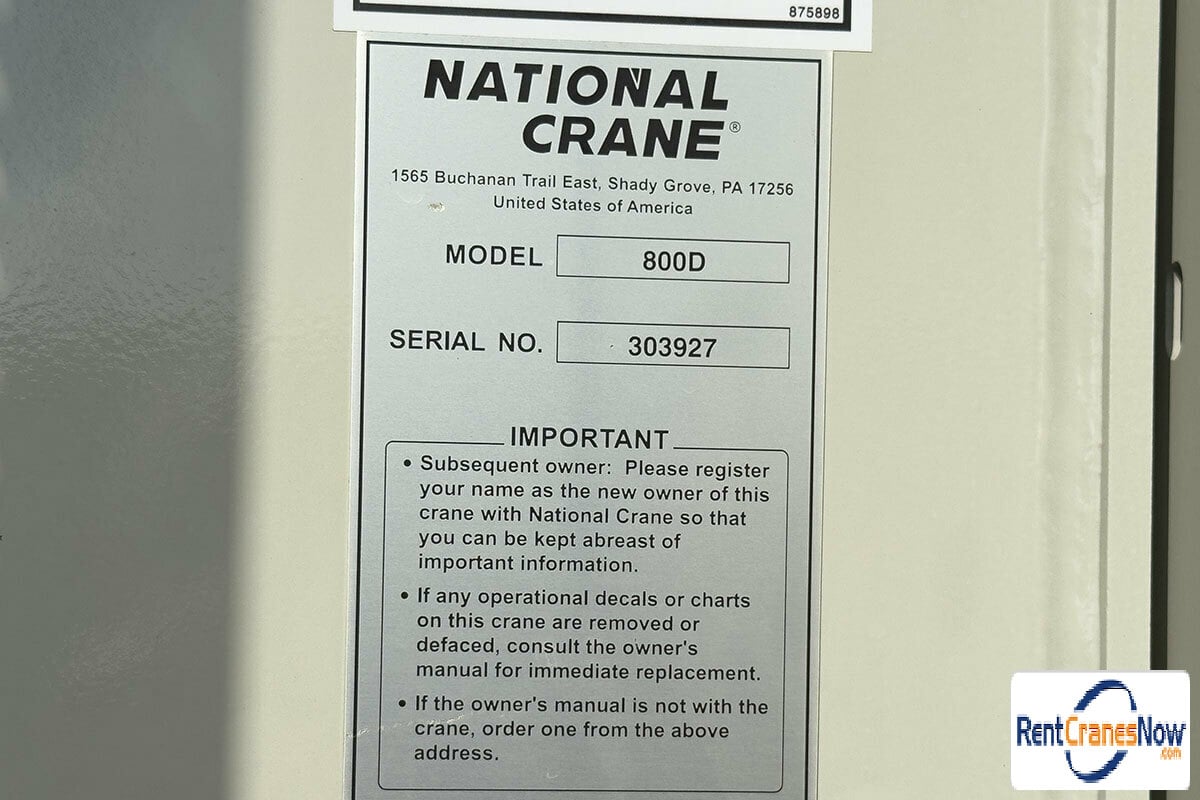 875898
NATIONAL
CRANE®
1565 Buchanan Trail East, Shady Grove, PA 17256
United States of America
MODEL 800D
SERIAL NO. 303927
IMPORTANT
• Subsequent owner: Please register
your name as the new owner of this
crane with National Crane so that
you can be kept abreast of
important information.
• If any operational decals or charts
on this crane are removed or
defaced, consult the owner's
manual for immediate replacement.
• If the owner's manual is not with the
crane, order one from the above
address.
RentCranesNow
.com